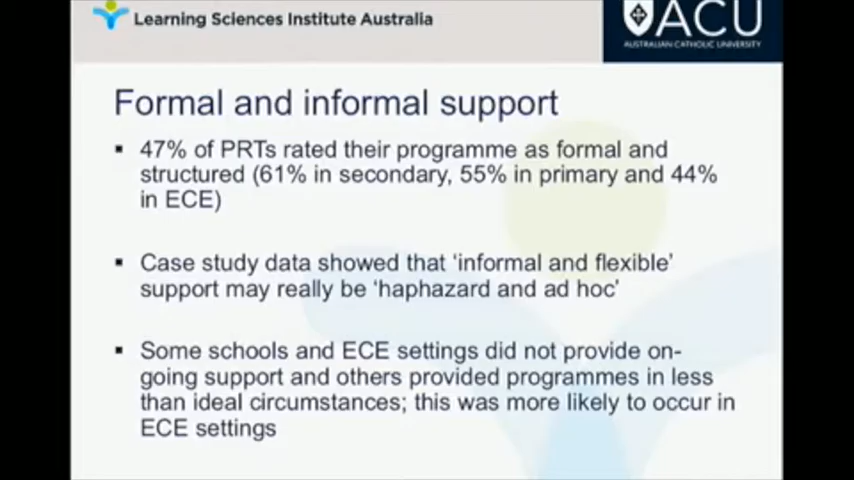 Learning Sciences Institute Australia
ACU
AUSTRALIAN CATHOLIC UNIVERSITY
Formal and informal support
▪ 47% of PRTs rated their programme as formal and
structured (61% in secondary, 55% in primary and 44%
in ECE)
▪ Case study data showed that ‘informal and flexible’
support may really be ‘haphazard and ad hoc’
▪ Some schools and ECE settings did not provide on-
going support and others provided programmes in less
than ideal circumstances; this was more likely to occur in
ECE settings